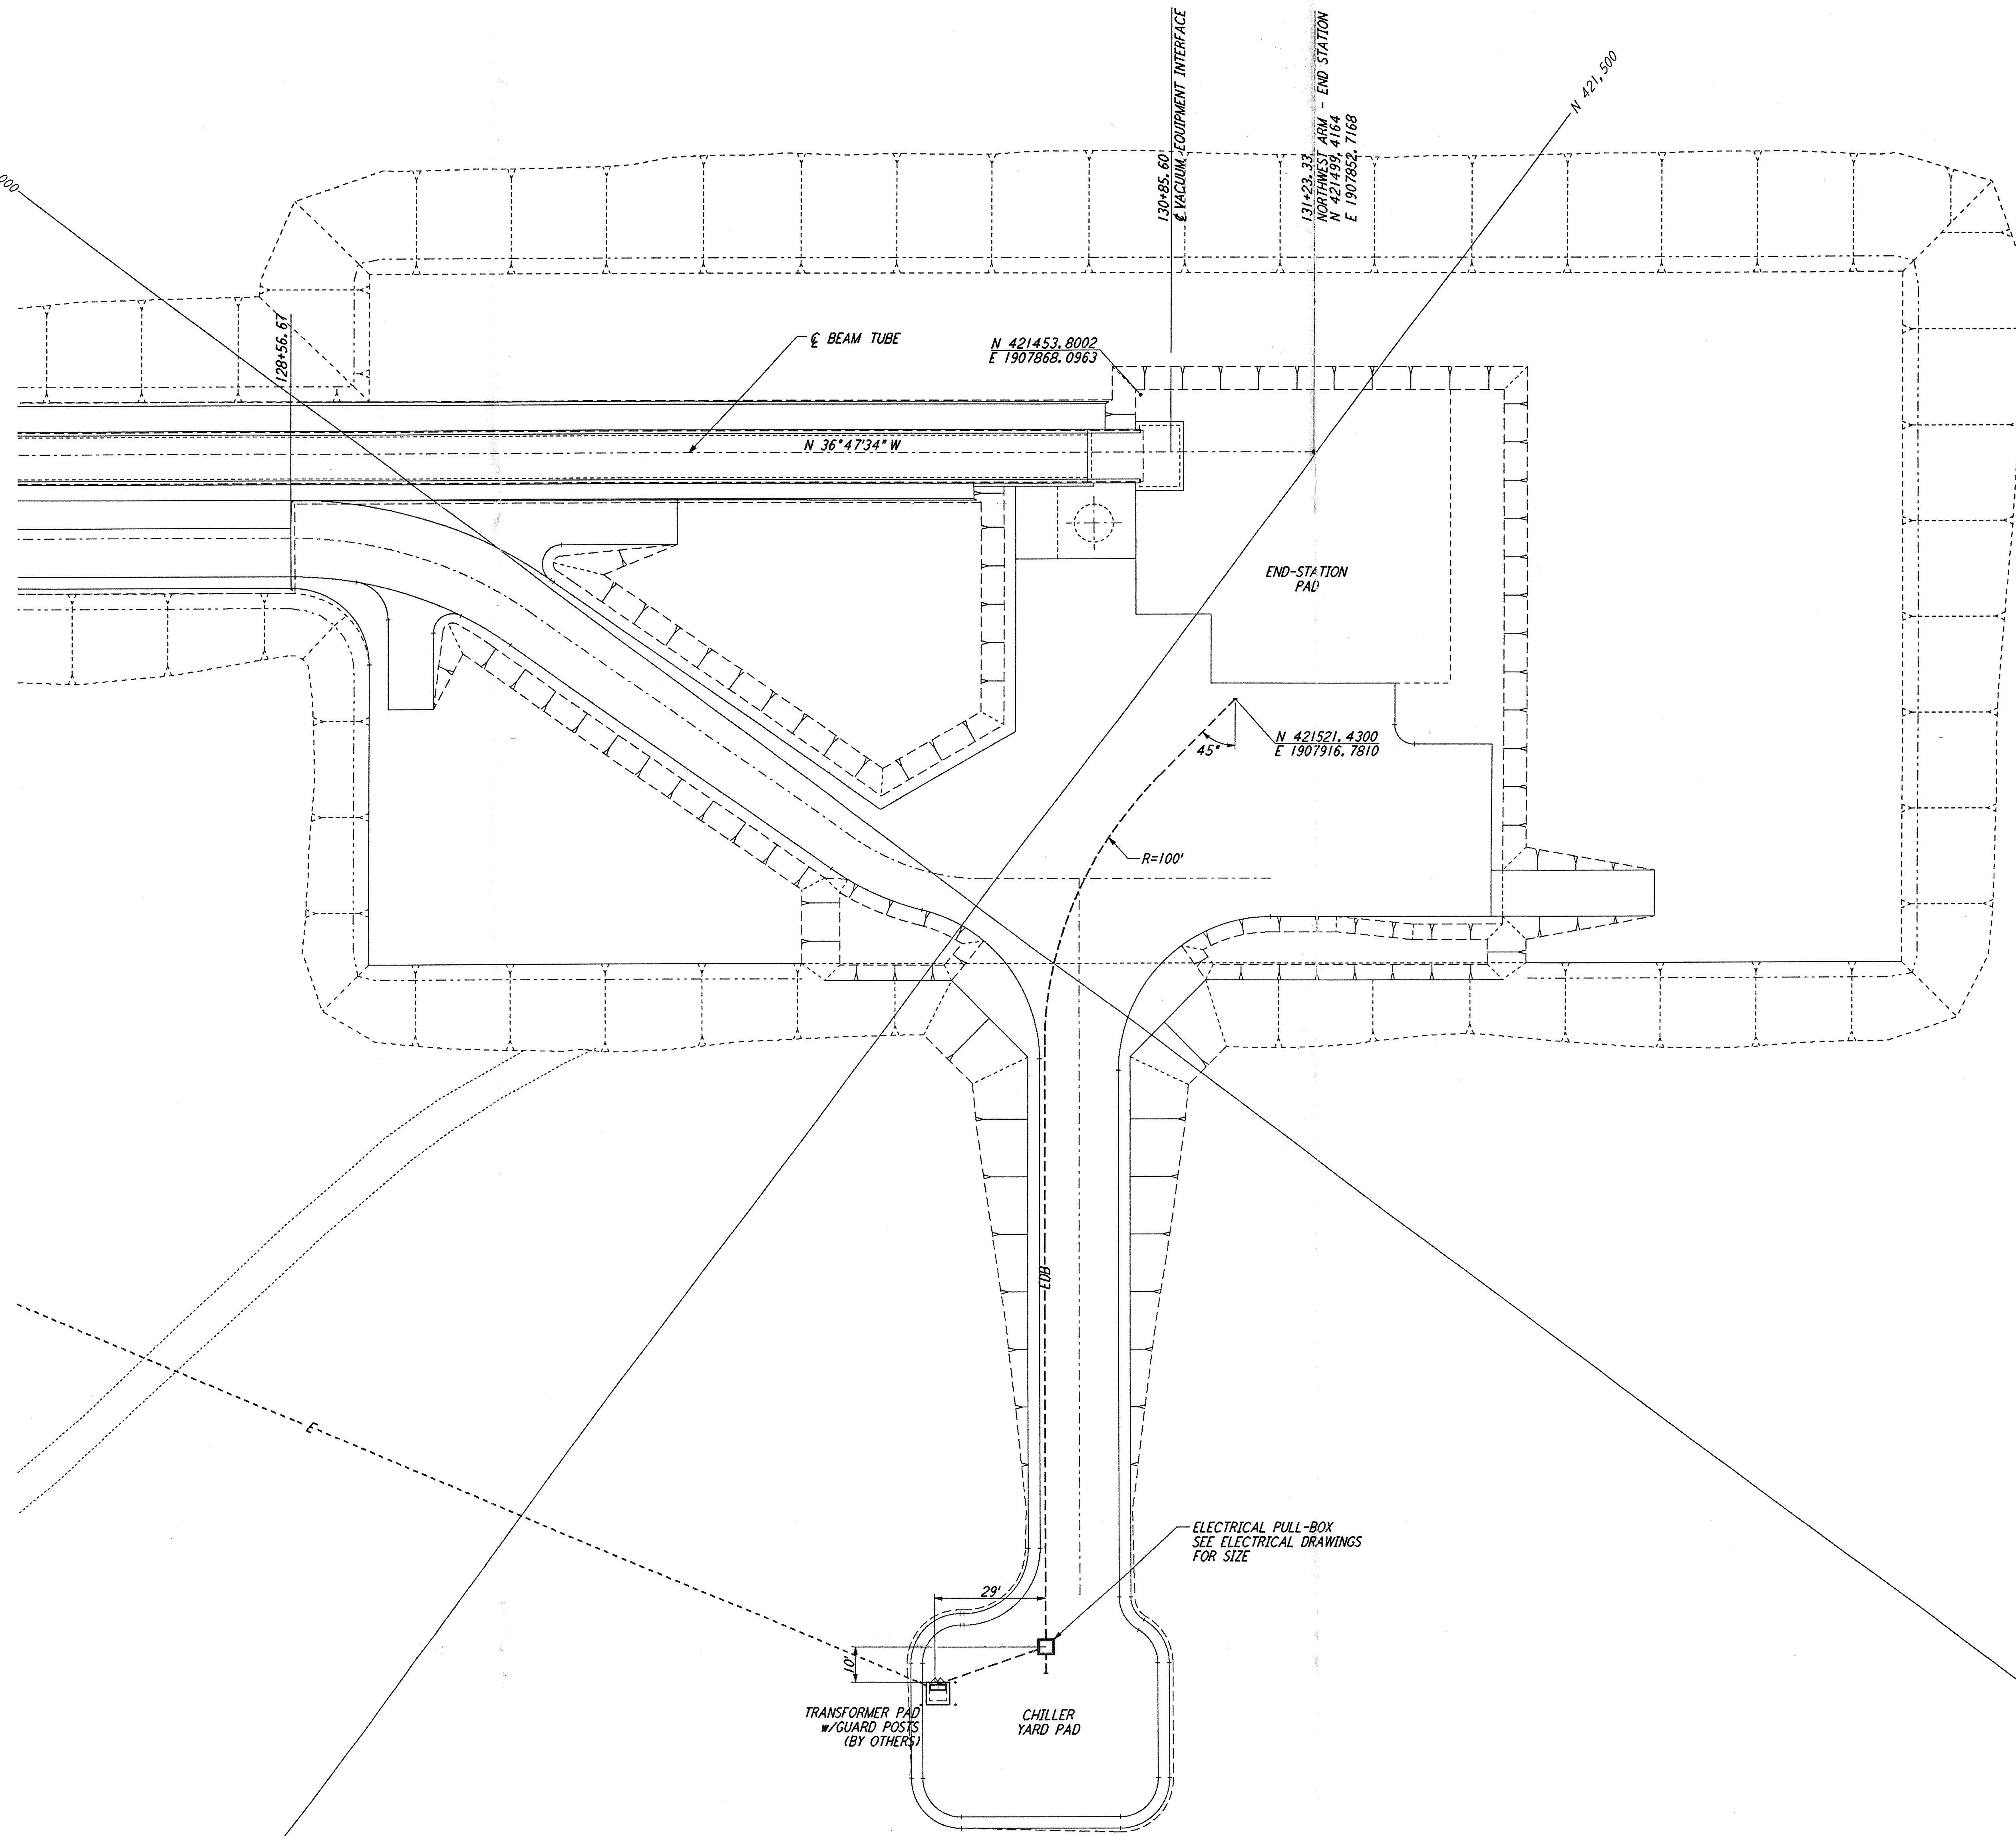 130+85.60
℄ VACUUM EQUIPMENT INTERFACE
131+23.33
NORTHWEST ARM - END STATION
N 421499.4164
E 1907852.7168
N 421,500
000
128+56.67
℄ BEAM TUBE
N 421453.8002
E 1907868.0963
N 36°47'34" W
END-STATION
PAD
45°
N 421521.4300
E 1907916.7810
R=100'
EDB
E
ELECTRICAL PULL-BOX
SEE ELECTRICAL DRAWINGS
FOR SIZE
29'
10'
TRANSFORMER PAD
w/GUARD POSTS
(BY OTHERS)
CHILLER
YARD PAD